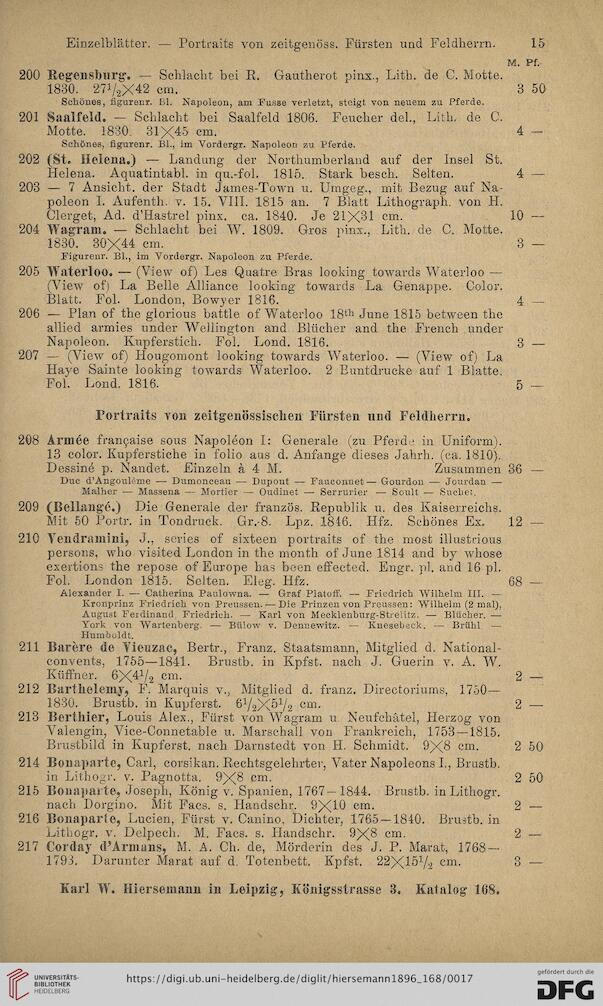 Einzelblätter. — Portraits von zeitgenöss. Fürsten und Feldherrn. 15
M. Pf.
200 Regensburg. — Schlacht bei R. Gautherot pinx., Lith. de C. Motte.
1830. 27½×42 cm. 3 50
Schönes, figurenr. Bl. Napoleon, am Fusse verletzt, steigt von neuem zu Pferde.
201 Saalfeld. — Schlacht bei Saalfeld 1806. Feucher del., Lith. de C.
Motte. 1830. 31×45 cm. 4 —
Schönes, figurenr. Bl., im Vordergr. Napoleon zu Pferde.
202 (St. Helena.) — Landung der Northumberland auf der Insel St.
Helena. Aquatintabl. in qu.-fol. 1815. Stark besch. Selten. 4 —
203 — 7 Ansicht. der Stadt James-Town u. Umgeg., mit Bezug auf Na-
poleon I. Aufenth. v. 15. VIII. 1815 an. 7 Blatt Lithograph. von H.
Clerget, Ad. d'Hastrel pinx. ca. 1840. Je 21×31 cm. 10 —
204 Wagram. — Schlacht bei W. 1809. Gros pinx., Lith. de C. Motte.
1830. 30×44 cm. 3 —
Figurenr. Bl., im Vordergr. Napoleon zu Pferde.
205 Waterloo. — (View of) Les Quatre Bras looking towards Waterloo —
(View of) La Belle Alliance looking towards La Genappe. Color.
Blatt. Fol. London, Bowyer 1816. 4 —
206 — Plan of the glorious battle of Waterloo 18th June 1815 between the
allied armies under Wellington and Blücher and the French under
Napoleon. Kupferstich. Fol. Lond. 1816. 3 —
207 — (View of) Hougomont looking towards Waterloo. — (View of) La
Haye Sainte looking towards Waterloo. 2 Buntdrucke auf 1 Blatte.
Fol. Lond. 1816. 5 —
Portraits von zeitgenössischen Fürsten und Feldherrn.
208 Armée française sous Napoléon I: Generale (zu Pferde in Uniform).
13 color. Kupferstiche in folio aus d. Anfange dieses Jahrh. (ca. 1810).
Dessiné p. Nandet. Einzeln à 4 M. Zusammen 36 —
Duc d'Angoulême — Dumonceau — Dupont — Fauconnet — Gourdon — Jourdan —
Malher — Massena — Mortier — Oudinet — Serrurier — Soult — Suchet.
209 (Bellangé.) Die Generale der französ. Republik u. des Kaiserreichs.
Mit 50 Portr. in Tondruck. Gr.-8. Lpz. 1846. Hfz. Schönes Ex. 12 —
210 Vendramini, J., series of sixteen portraits of the most illustrious
persons, who visited London in the month of June 1814 and by whose
exertions the repose of Europe has been effected. Engr. pl. and 16 pl.
Fol. London 1815. Selten. Eleg. Hfz. 68 —
Alexander I. — Catherina Paulowna. — Graf Platoff. — Friedrich Wilhelm III. —
Kronprinz Friedrich von Preussen. — Die Prinzen von Preussen: Wilhelm (2 mal),
August Ferdinand, Friedrich. — Karl von Mecklenburg-Strelitz. — Blücher. —
York von Wartenberg. — Bülow v. Dennewitz. — Knesebeck. — Brühl —
Humboldt.
211 Barère de Vieuzac, Bertr., Franz. Staatsmann, Mitglied d. National-
convents, 1755—1841. Brustb. in Kpfst. nach J. Guerin v. A. W.
Küffner. 6×4½ cm. 2 —
212 Barthelemy, F. Marquis v., Mitglied d. franz. Directoriums, 1750—
1830. Brustb. in Kupferst. 6½×5½ cm. 2 —
213 Berthier, Louis Alex., Fürst von Wagram u. Neufchâtel, Herzog von
Valengin, Vice-Connetable u. Marschall von Frankreich, 1753—1815.
Brustbild in Kupferst. nach Darnstedt von H. Schmidt. 9×8 cm. 2 50
214 Bonaparte, Carl, corsikan. Rechtsgelehrter, Vater Napoleons I., Brustb.
in Lithogr. v. Pagnotta. 9×8 cm. 2 50
215 Bonaparte, Joseph, König v. Spanien, 1767—1844. Brustb. in Lithogr.
nach Dorgino. Mit Facs. s. Handschr. 9×10 cm. 2 —
216 Bonaparte, Lucien, Fürst v. Canino, Dichter, 1765—1840. Brustb. in
Lithogr. v. Delpech. M. Facs. s. Handschr. 9×8 cm. 2 —
217 Corday d'Armans, M. A. Ch. de, Mörderin des J. P. Marat, 1768—
1793. Darunter Marat auf d. Totenbett. Kpfst. 22×15½ cm. 3 —
Karl W. Hiersemann in Leipzig, Königsstrasse 3. Katalog 168.
UNIVERSITÄTS-
BIBLIOTHEK
HEIDELBERG
https://digi.ub.uni-heidelberg.de/diglit/hiersemann1896_168/0017
gefördert durch die
DFG